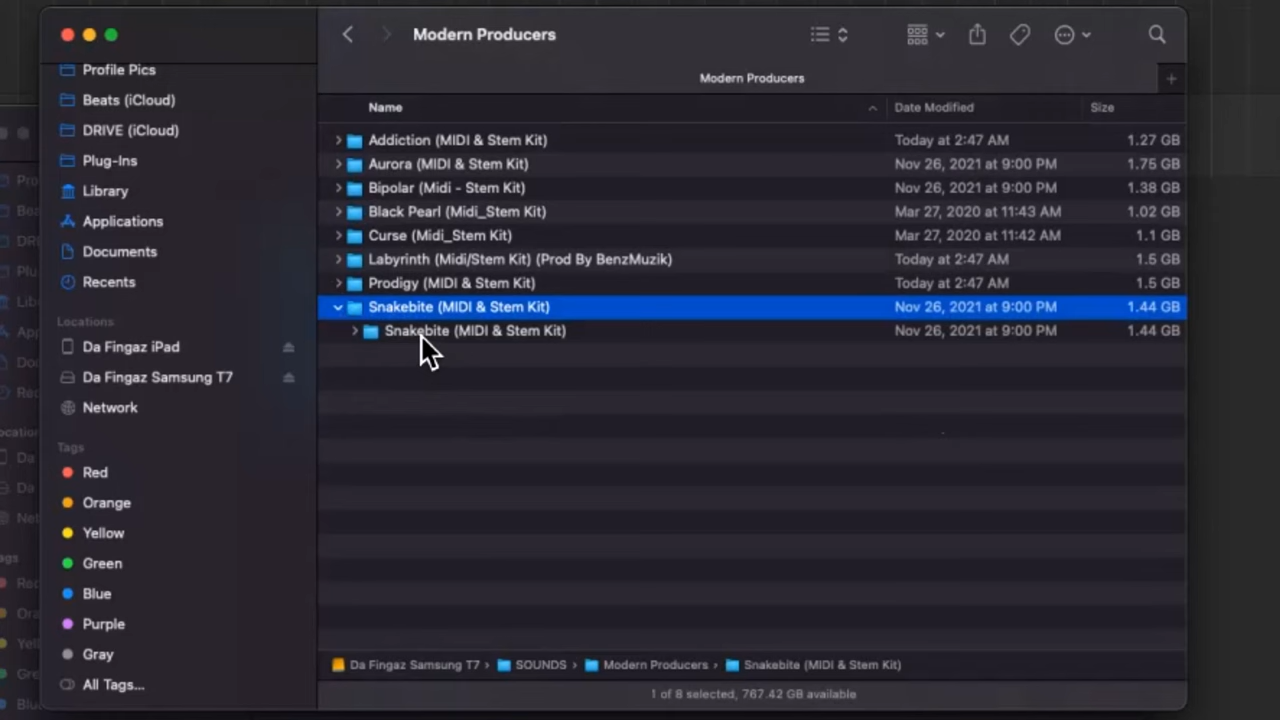 Modern Producers
Modern Producers
Name Date Modified Size
Profile Pics
Beats (iCloud)
DRIVE (iCloud)
Plug-Ins
Library
Applications
Documents
Recents
Locations
Da Fingaz iPad
Da Fingaz Samsung T7
Network
Tags
Red
Orange
Yellow
Green
Blue
Purple
Gray
All Tags...
Addiction (MIDI & Stem Kit) Today at 2:47 AM 1.27 GB
Aurora (MIDI & Stem Kit) Nov 26, 2021 at 9:00 PM 1.75 GB
Bipolar (Midi - Stem Kit) Nov 26, 2021 at 9:00 PM 1.38 GB
Black Pearl (Midi_Stem Kit) Mar 27, 2020 at 11:43 AM 1.02 GB
Curse (Midi_Stem Kit) Mar 27, 2020 at 11:42 AM 1.1 GB
Labyrinth (Midi/Stem Kit) (Prod By BenzMuzik) Today at 2:47 AM 1.5 GB
Prodigy (MIDI & Stem Kit) Today at 2:47 AM 1.5 GB
Snakebite (MIDI & Stem Kit) Nov 26, 2021 at 9:00 PM 1.44 GB
Snakebite (MIDI & Stem Kit) Nov 26, 2021 at 9:00 PM 1.44 GB
Da Fingaz Samsung T7 › SOUNDS › Modern Producers › Snakebite (MIDI & Stem Kit)
1 of 8 selected, 767.42 GB available